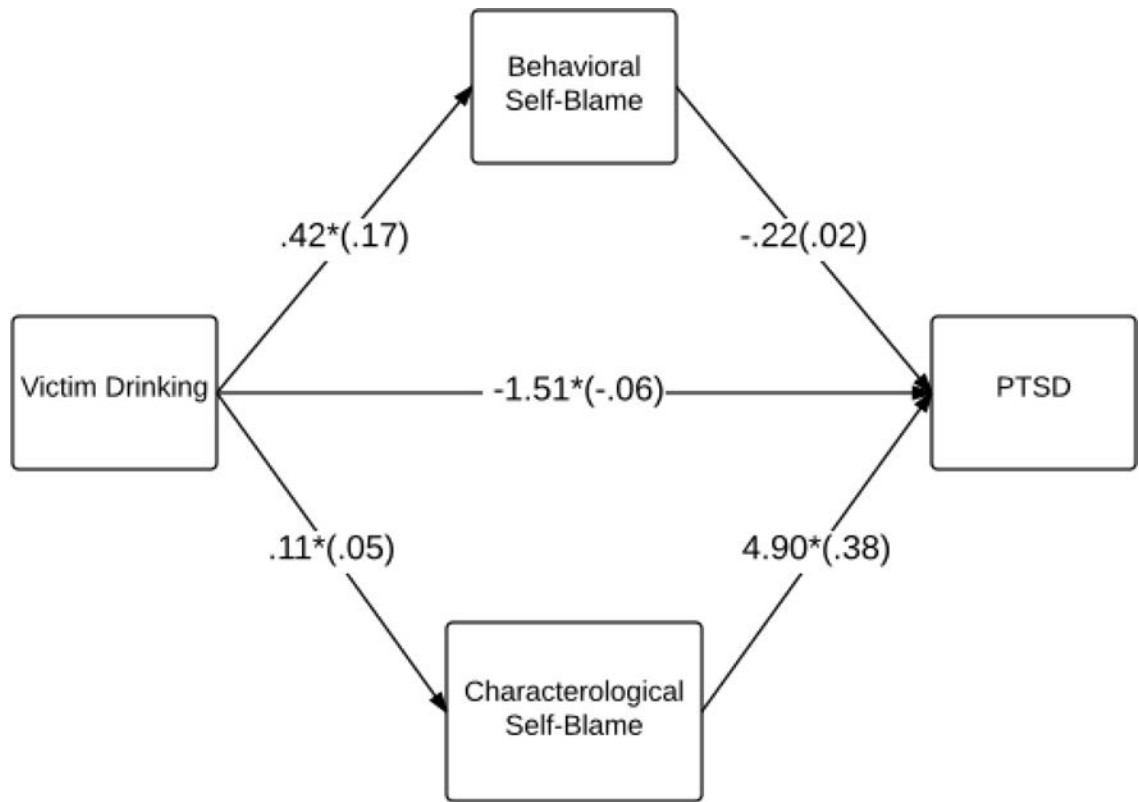 Behavioral
Self-Blame
.42*(.17)
-.22(.02)
Victim Drinking
-1.51*(-.06)
PTSD
.11*(.05)
4.90*(.38)
Characterological
Self-Blame